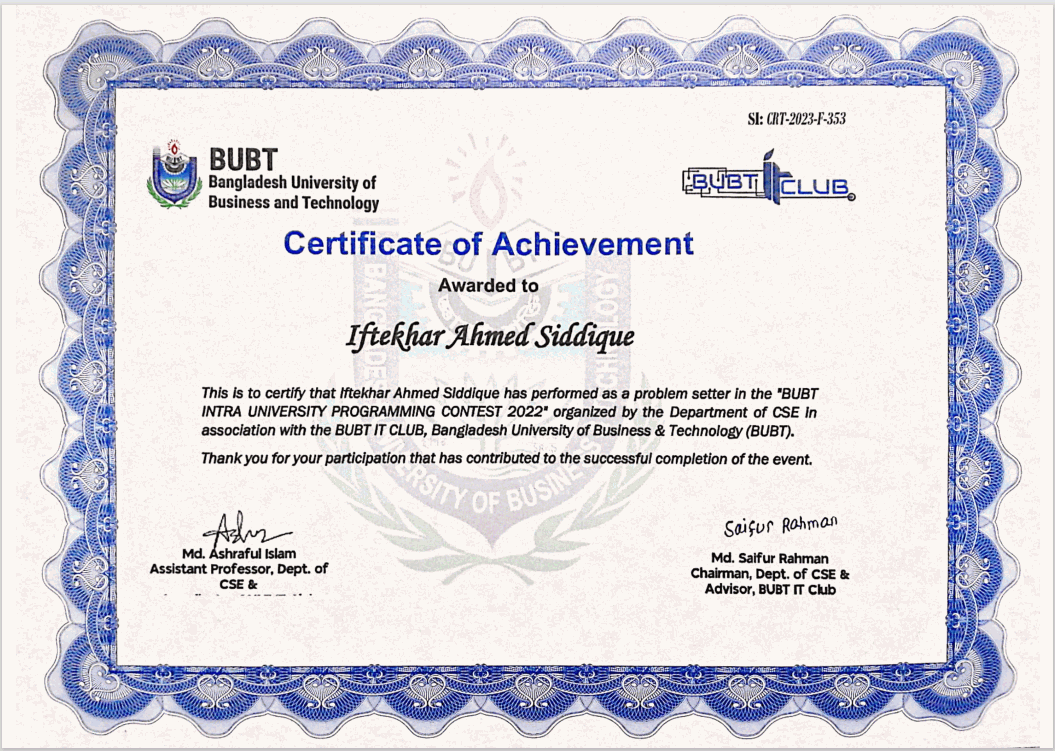 SI: CRT-2023-F-353
BUBT
Bangladesh University of
Business and Technology
BUBT IT CLUB
Certificate of Achievement
Awarded to
Iftekhar Ahmed Siddique
This is to certify that Iftekhar Ahmed Siddique has performed as a problem setter in the "BUBT
INTRA UNIVERSITY PROGRAMMING CONTEST 2022" organized by the Department of CSE in
association with the BUBT IT CLUB, Bangladesh University of Business & Technology (BUBT).
Thank you for your participation that has contributed to the successful completion of the event.
Md. Ashraful Islam
Assistant Professor, Dept. of
CSE &
Saifur Rahman
Md. Saifur Rahman
Chairman, Dept. of CSE &
Advisor, BUBT IT Club
UNIVERSITY OF BUSINESS